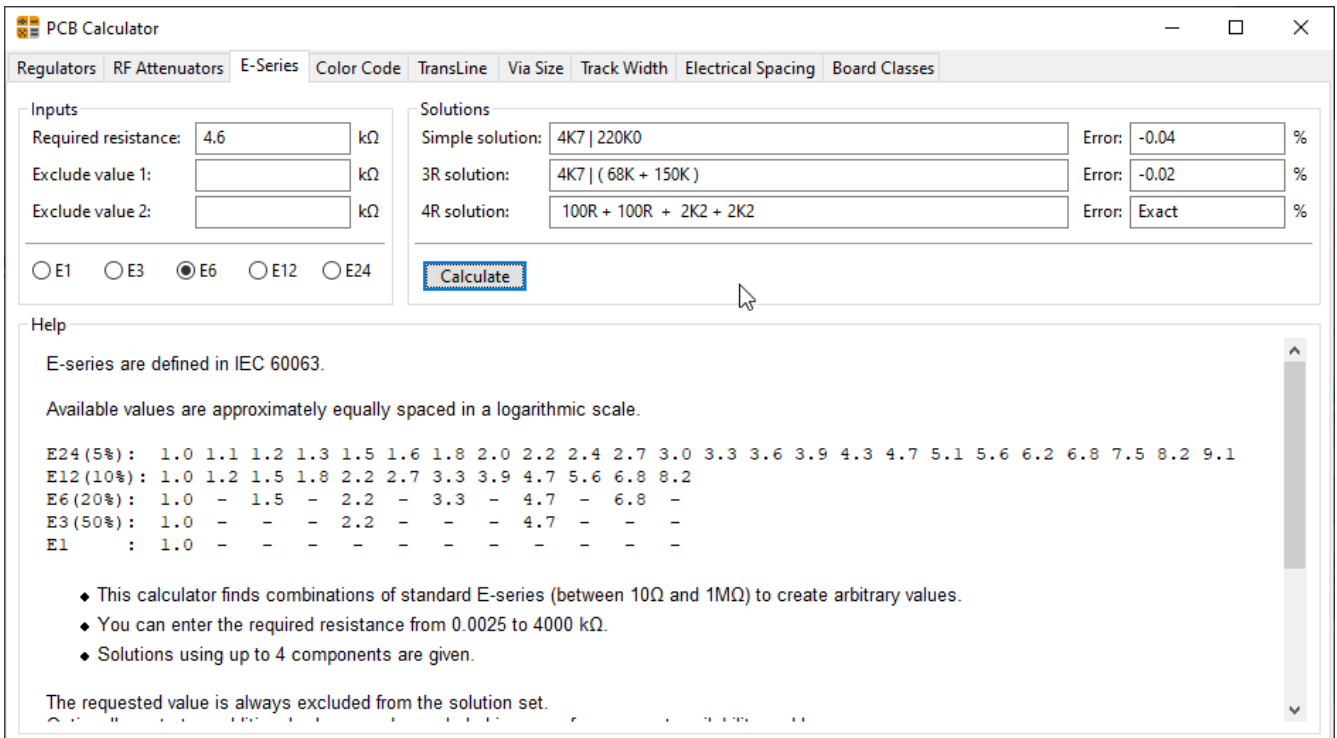 PCB Calculator
Regulators RF Attenuators E-Series Color Code TransLine Via Size Track Width Electrical Spacing Board Classes
Inputs
Required resistance: 4.6 kΩ
Exclude value 1: kΩ
Exclude value 2: kΩ
E1 E3 E6 E12 E24
Solutions
Simple solution: 4K7 | 220K0 Error: -0.04 %
3R solution: 4K7 | ( 68K + 150K ) Error: -0.02 %
4R solution: 100R + 100R + 2K2 + 2K2 Error: Exact %
Calculate
Help
E-series are defined in IEC 60063.
Available values are approximately equally spaced in a logarithmic scale.
E24(5%): 1.0 1.1 1.2 1.3 1.5 1.6 1.8 2.0 2.2 2.4 2.7 3.0 3.3 3.6 3.9 4.3 4.7 5.1 5.6 6.2 6.8 7.5 8.2 9.1
E12(10%): 1.0 1.2 1.5 1.8 2.2 2.7 3.3 3.9 4.7 5.6 6.8 8.2
E6(20%): 1.0 - 1.5 - 2.2 - 3.3 - 4.7 - 6.8 -
E3(50%): 1.0 - - - 2.2 - - - 4.7 - - -
E1 : 1.0 - - - - - - - - - - -
• This calculator finds combinations of standard E-series (between 10Ω and 1MΩ) to create arbitrary values.
• You can enter the required resistance from 0.0025 to 4000 kΩ.
• Solutions using up to 4 components are given.
The requested value is always excluded from the solution set.